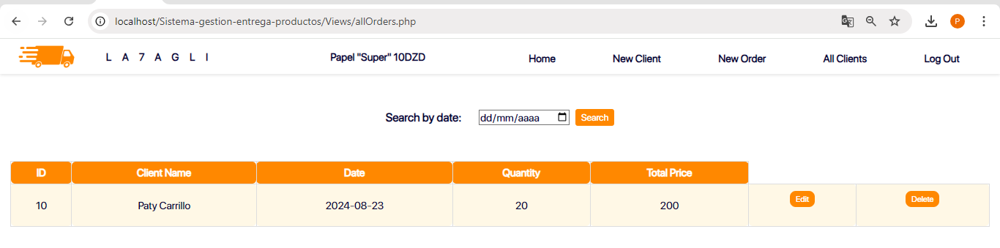 localhost/Sistema-gestion-entrega-productos/Views/allOrders.php
P
L A 7 A G L I Papel "Super" 10DZD Home New Client New Order All Clients Log Out
Search by date: dd/mm/aaaa Search
ID Client Name Date Quantity Total Price
10 Paty Carrillo 2024-08-23 20 200 Edit Delete